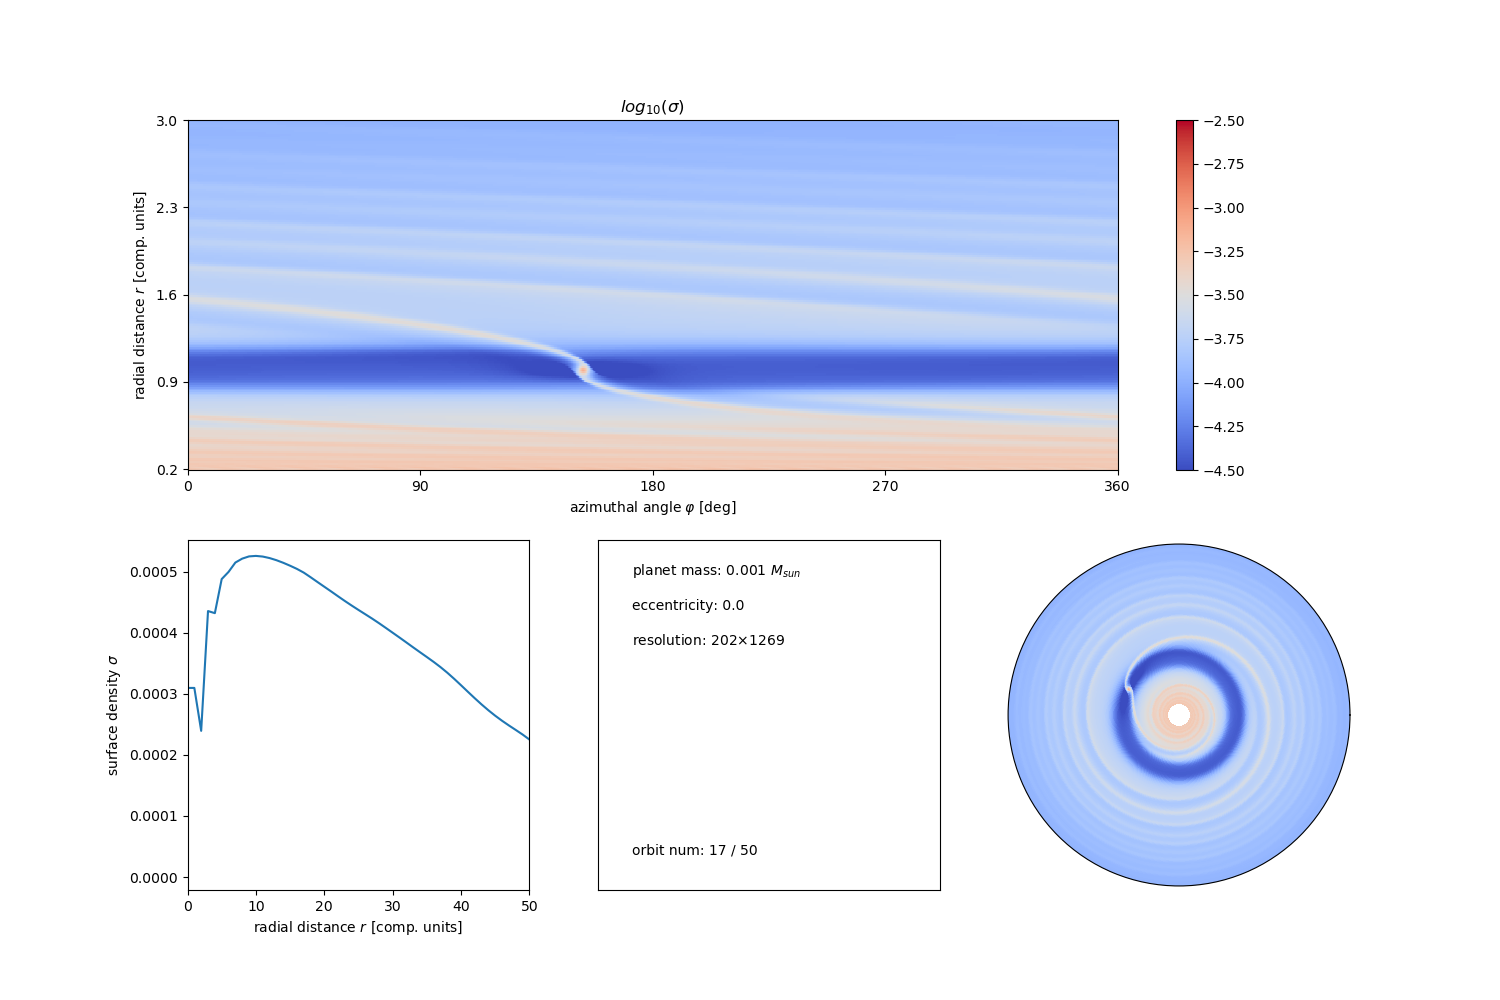 log₁₀(σ)
3.0
2.3
1.6
0.9
0.2
radial distance r [comp. units]
0 90 180 270 360
azimuthal angle φ [deg]
−2.50
−2.75
−3.00
−3.25
−3.50
−3.75
−4.00
−4.25
−4.50
0.0005
0.0004
0.0003
0.0002
0.0001
0.0000
surface density σ
0 10 20 30 40 50
radial distance r [comp. units]
planet mass: 0.001 M_sun
eccentricity: 0.0
resolution: 202×1269
orbit num: 17 / 50